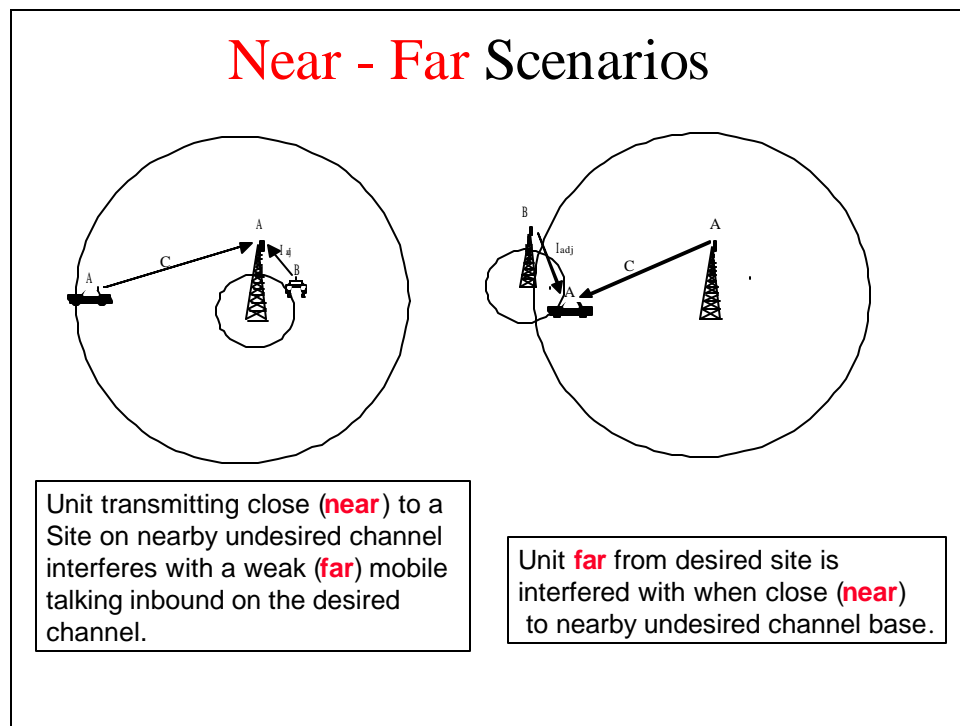 Near - Far Scenarios
A
I adj
B
C
A
B
A
Iadj
C
A
Unit transmitting close (near) to a
Site on nearby undesired channel
interferes with a weak (far) mobile
talking inbound on the desired
channel.
Unit far from desired site is
interfered with when close (near)
to nearby undesired channel base.